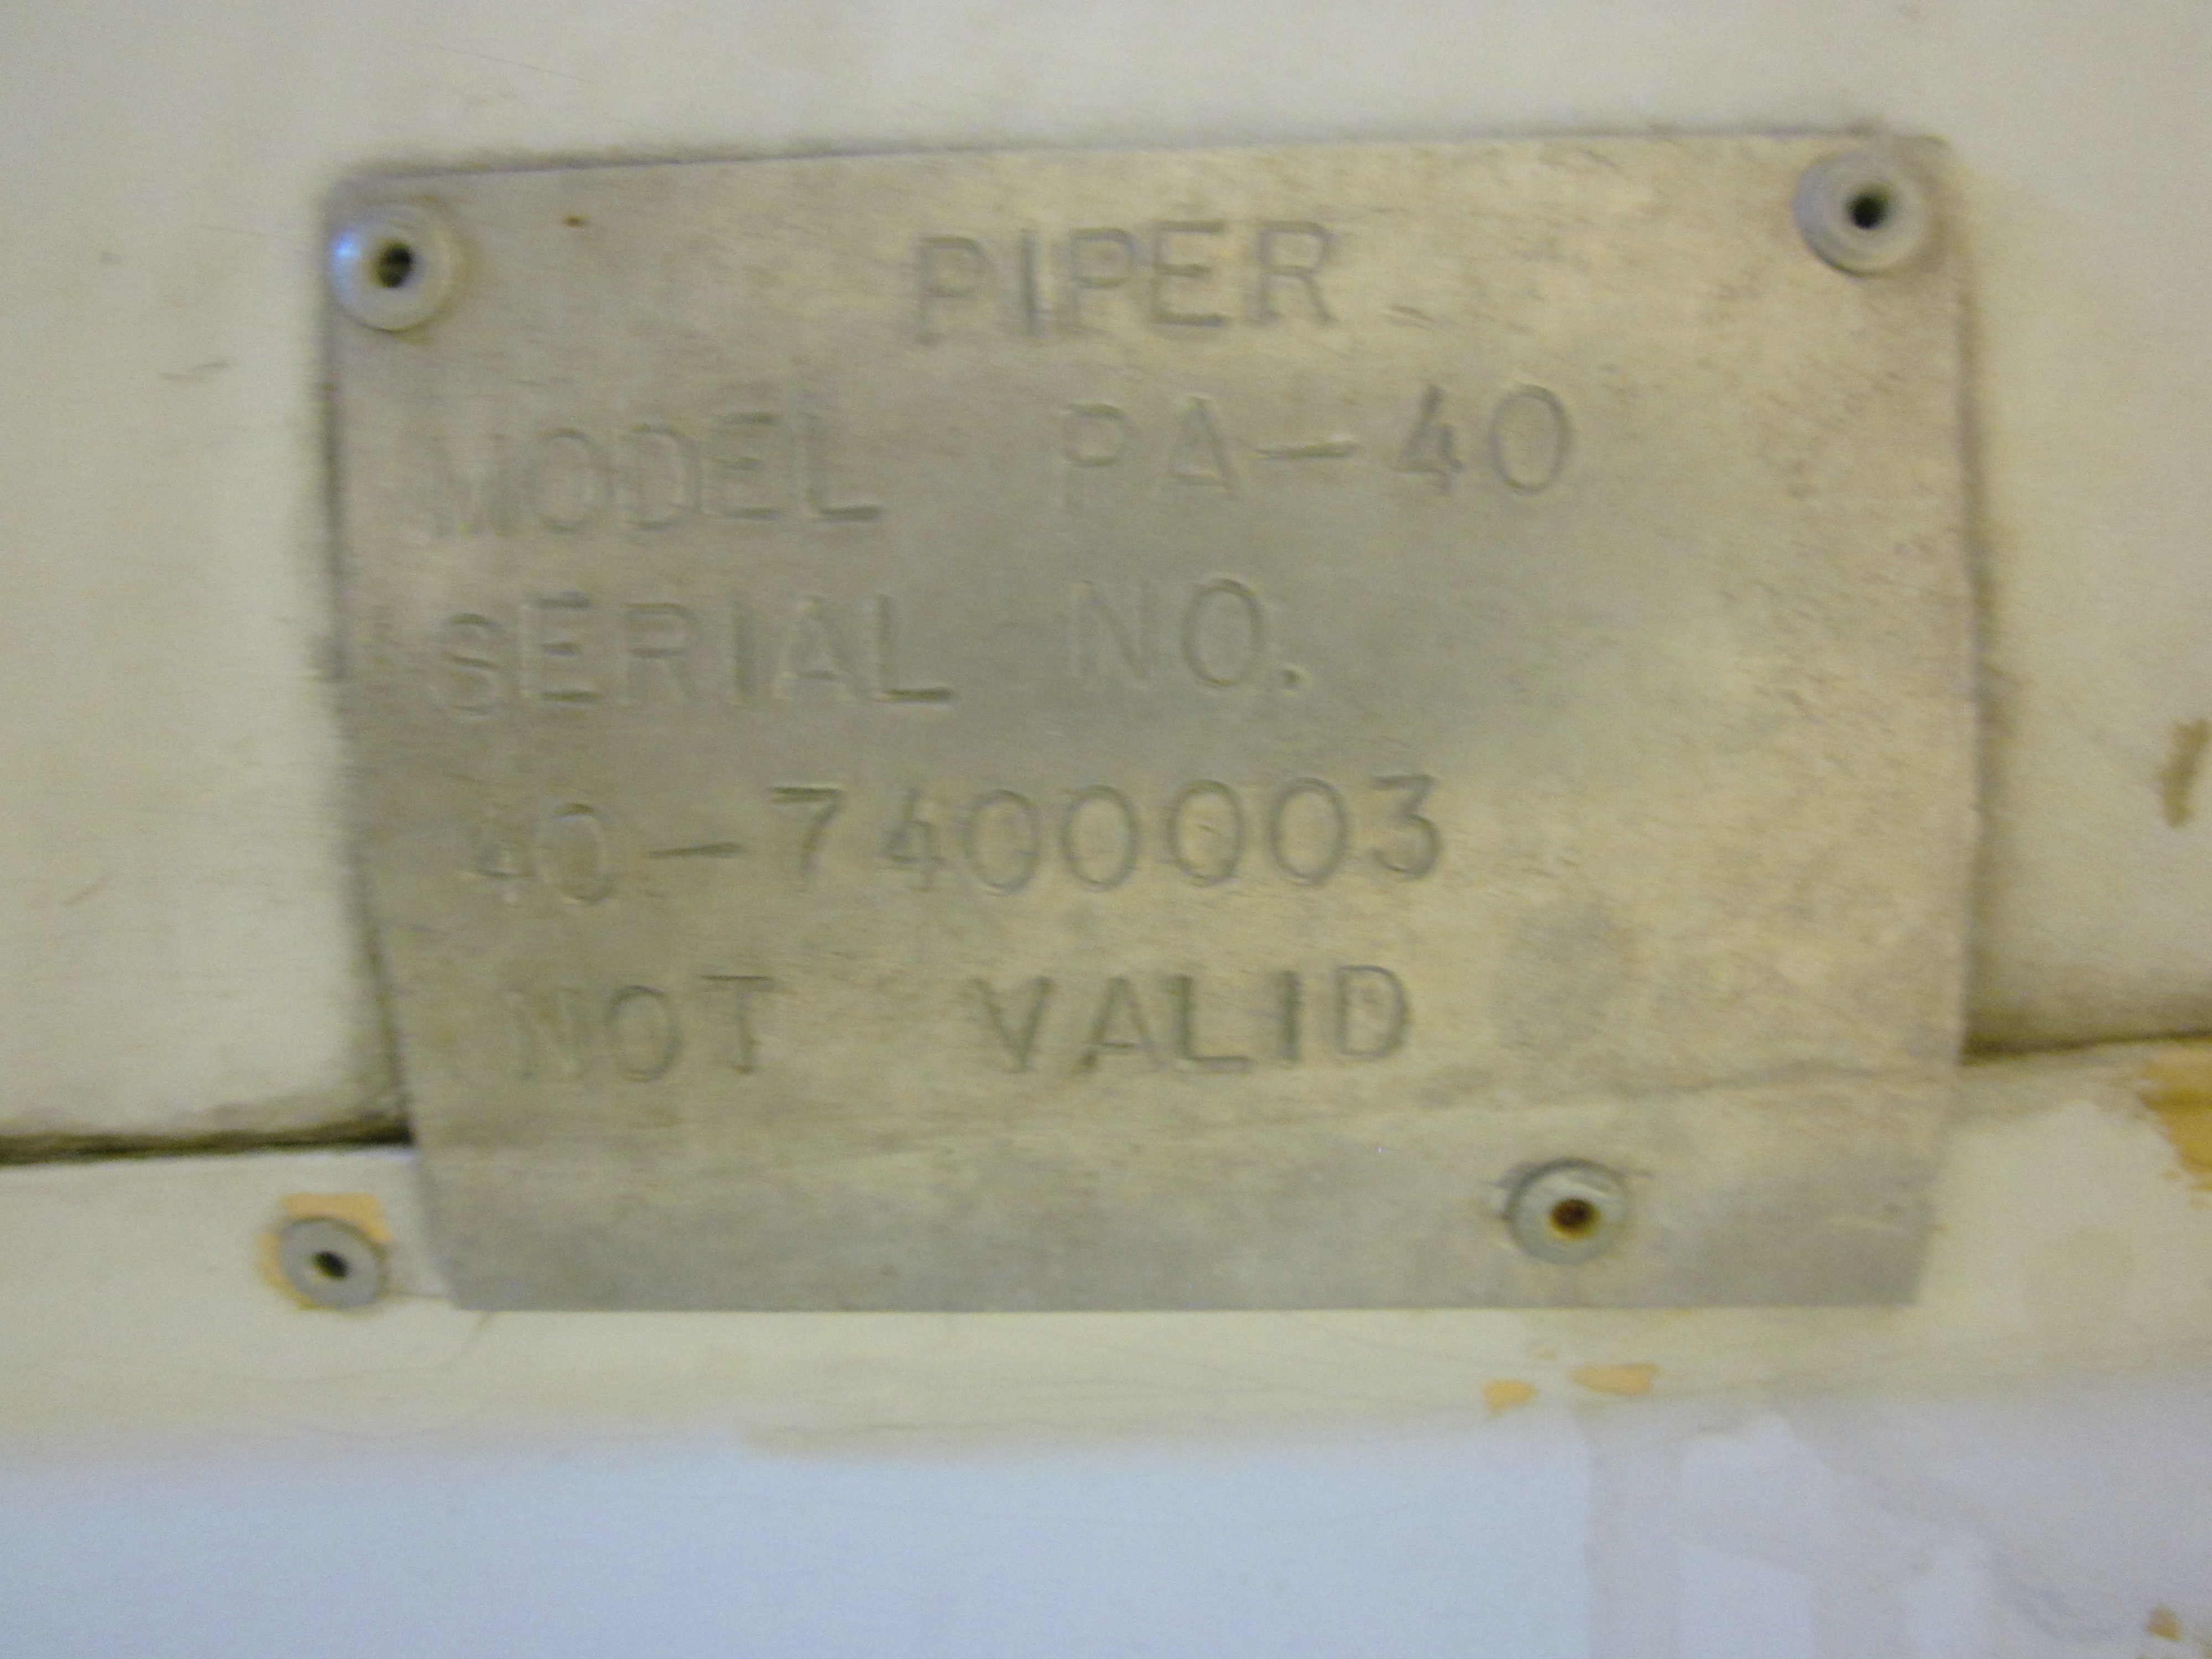 PIPER
MODEL PA-40
SERIAL NO.
40-7400003
NOT VALID